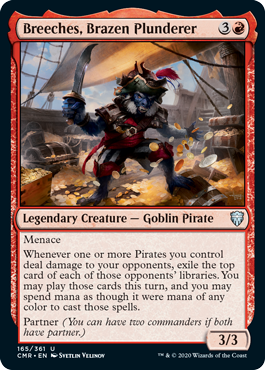 Breeches, Brazen Plunderer 3
Legendary Creature — Goblin Pirate
Menace
Whenever one or more Pirates you control
deal damage to your opponents, exile the
top card of each of those opponents' libraries. You
may play those cards this turn, and you may
spend mana as though it were mana of any
color to cast those spells.
Partner (You can have two commanders if both
have partner.)
3/3
165/361 U
CMR • EN Svetlin Velinov
™ & © 2020 Wizards of the Coast